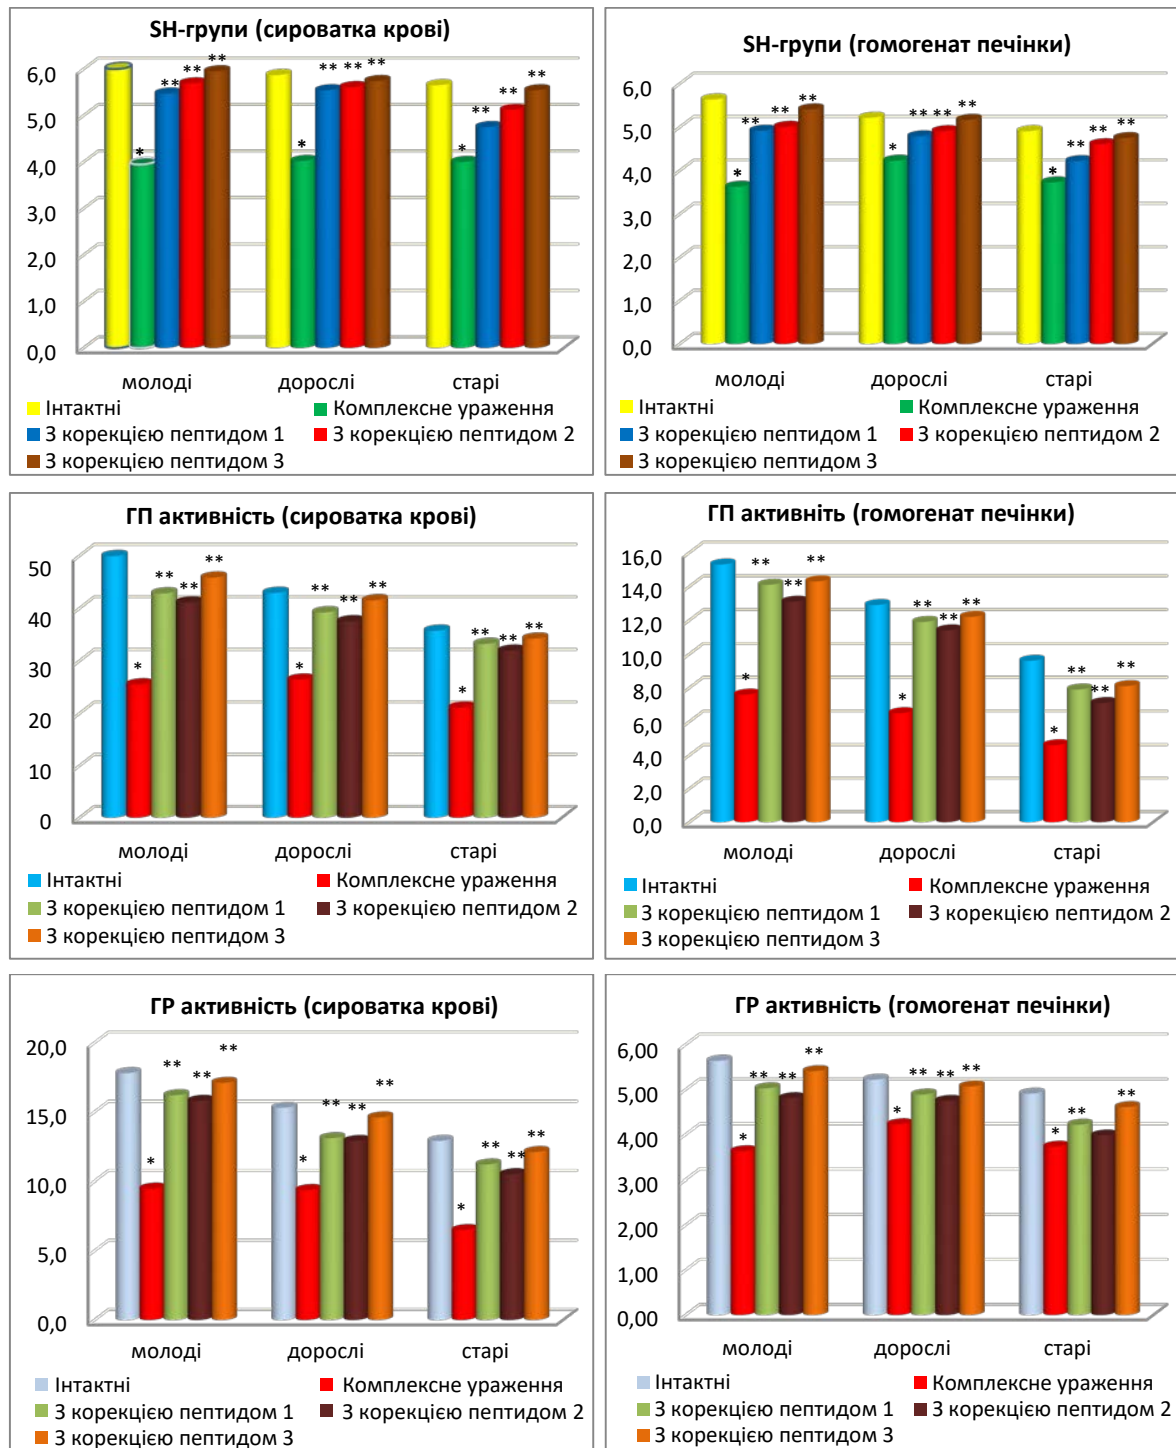 SH-групи (сироватка крові)
6,0
5,0
4,0
3,0
2,0
1,0
0,0
* ** ** **
* ** ** **
* ** ** **
молоді дорослі старі
Інтактні Комплексне ураження
З корекцією пептидом 1 З корекцією пептидом 2
З корекцією пептидом 3
SH-групи (гомогенат печінки)
6,0
5,0
4,0
3,0
2,0
1,0
0,0
* ** ** **
* ** ** **
* ** ** **
молоді дорослі старі
Інтактні Комплексне ураження
З корекцією пептидом 1 З корекцією пептидом 2
З корекцією пептидом 3
ГП активність (сироватка крові)
50
40
30
20
10
0
* ** ** **
* ** ** **
* ** ** **
молоді дорослі старі
Інтактні Комплексне ураження
З корекцією пептидом 1 З корекцією пептидом 2
З корекцією пептидом 3
ГП активніть (гомогенат печінки)
16,0
14,0
12,0
10,0
8,0
6,0
4,0
2,0
0,0
* ** ** **
* ** ** **
* ** ** **
молоді дорослі старі
Інтактні Комплексне ураження
З корекцією пептидом 1 З корекцією пептидом 2
З корекцією пептидом 3
ГР активність (сироватка крові)
20,0
15,0
10,0
5,0
0,0
* ** ** **
* ** ** **
* ** ** **
молоді дорослі старі
Інтактні Комплексне ураження
З корекцією пептидом 1 З корекцією пептидом 2
З корекцією пептидом 3
ГР активність (гомогенат печінки)
6,00
5,00
4,00
3,00
2,00
1,00
0,00
* ** ** **
* ** ** **
* ** **
молоді дорослі старі
Інтактні Комплексне ураження
З корекцією пептидом 1 З корекцією пептидом 2
З корекцією пептидом 3